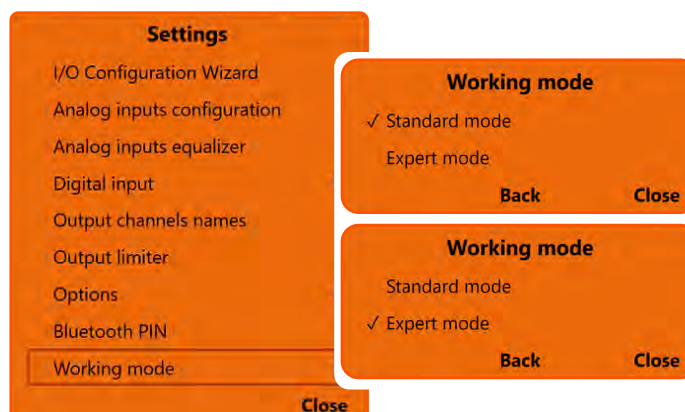 Settings
I/O Configuration Wizard
Analog inputs configuration
Analog inputs equalizer
Digital input
Output channels names
Output limiter
Options
Bluetooth PIN
Working mode
Close
Working mode
✓ Standard mode
Expert mode
Back Close
Working mode
Standard mode
✓ Expert mode
Back Close